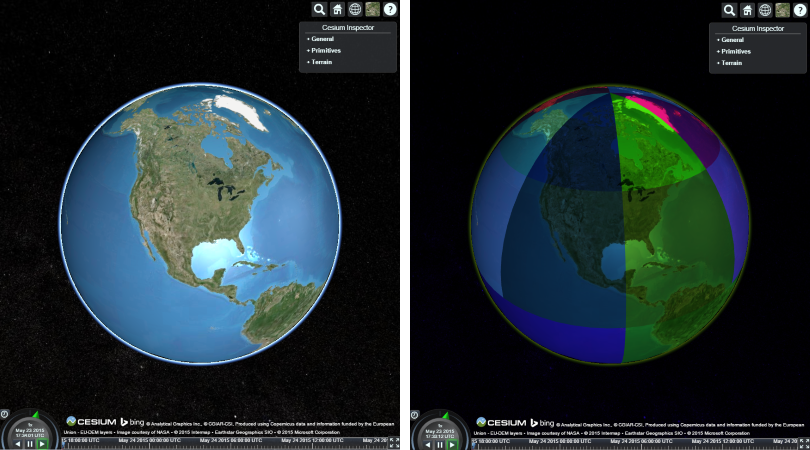 Cesium Inspector
+ General
+ Primitives
+ Terrain
Cesium Inspector
+ General
+ Primitives
+ Terrain
1x
May 23 2015
17:34:01 UTC
CESIUM bing © Analytical Graphics Inc., © CGIAR-CSI, Produced using Copernicus data and information funded by the European
Union - EU-DEM layers • Image courtesy of NASA • © 2015 Intermap • Earthstar Geographics SIO • © 2015 Microsoft Corporation
15 18:00:00 UTC May 24 2015 00:00:00 UTC May 24 2015 06:00:00 UTC May 24 2015 12:00:00 UTC May 24 201
1x
May 23 2015
CESIUM bing © Analytical Graphics Inc., © CGIAR-CSI, Produced using Copernicus data and information funded by the European
Union - EU-DEM layers • Image courtesy of NASA • © 2015 Intermap • Earthstar Geographics SIO • © 2015 Microsoft Corporation
18:00:00 UTC May 24 2015 00:00:00 UTC May 24 2015 06:00:00 UTC May 24 2015 12:00:00 UTC May 24 20